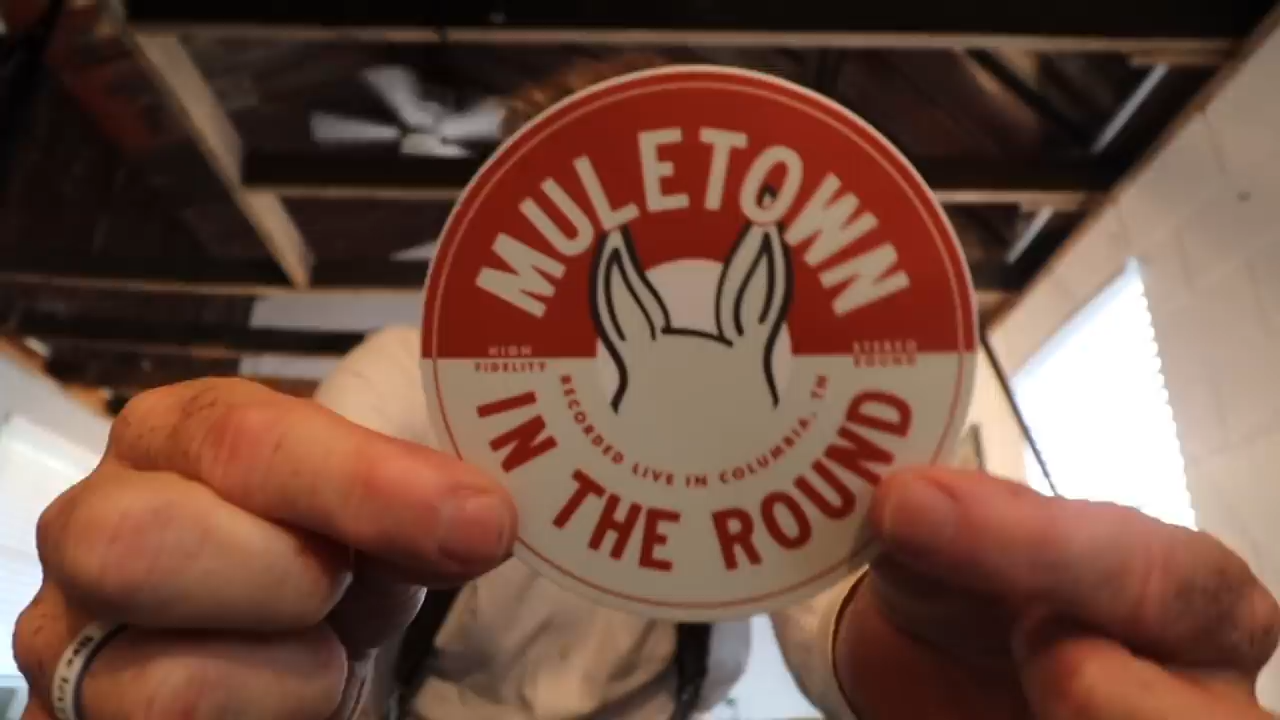 MULETOWN
HIGH
FIDELITY
STEREO
SOUND
RECORDED LIVE IN COLUMBIA, TN
IN THE ROUND